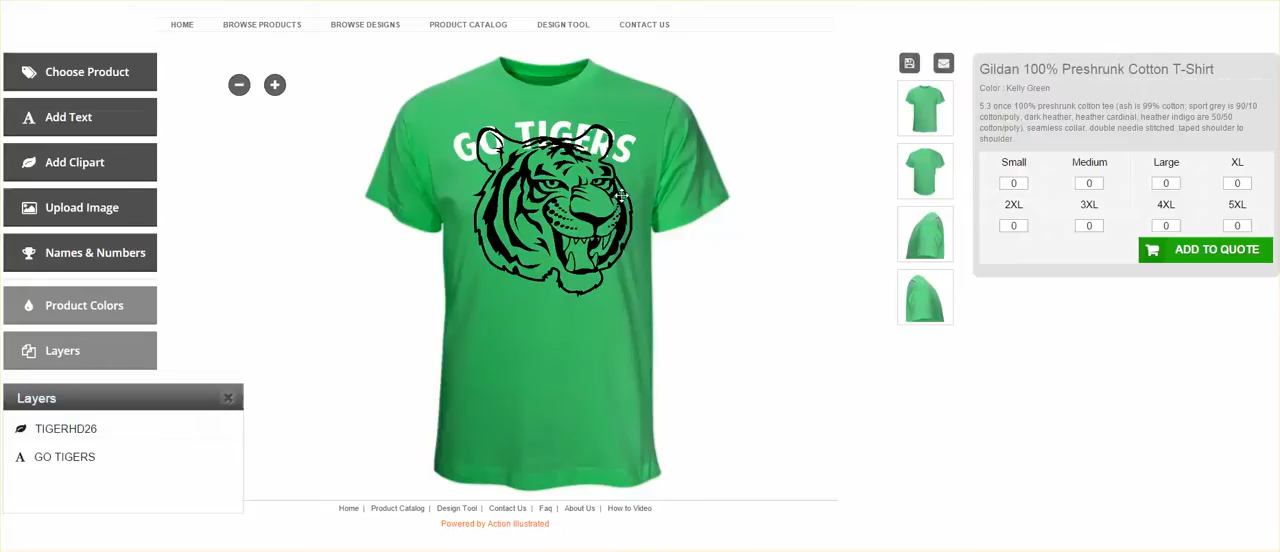 HOME BROWSE PRODUCTS BROWSE DESIGNS PRODUCT CATALOG DESIGN TOOL CONTACT US
Choose Product
Add Text
Add Clipart
Upload Image
Names & Numbers
Product Colors
Layers
Layers
TIGERHD26
GO TIGERS
GO TIGERS
Gildan 100% Preshrunk Cotton T-Shirt
Color : Kelly Green
5.3 once 100% preshrunk cotton tee (ash is 99% cotton; sport grey is 90/10
cotton/poly, dark heather, heather cardinal, heather indigo are 50/50
cotton/poly), seamless collar, double needle stitched, taped shoulder to
shoulder.
Small Medium Large XL
0 0 0 0
2XL 3XL 4XL 5XL
0 0 0 0
ADD TO QUOTE
Home | Product Catalog | Design Tool | Contact Us | Faq | About Us | How to Video
Powered by Action Illustrated